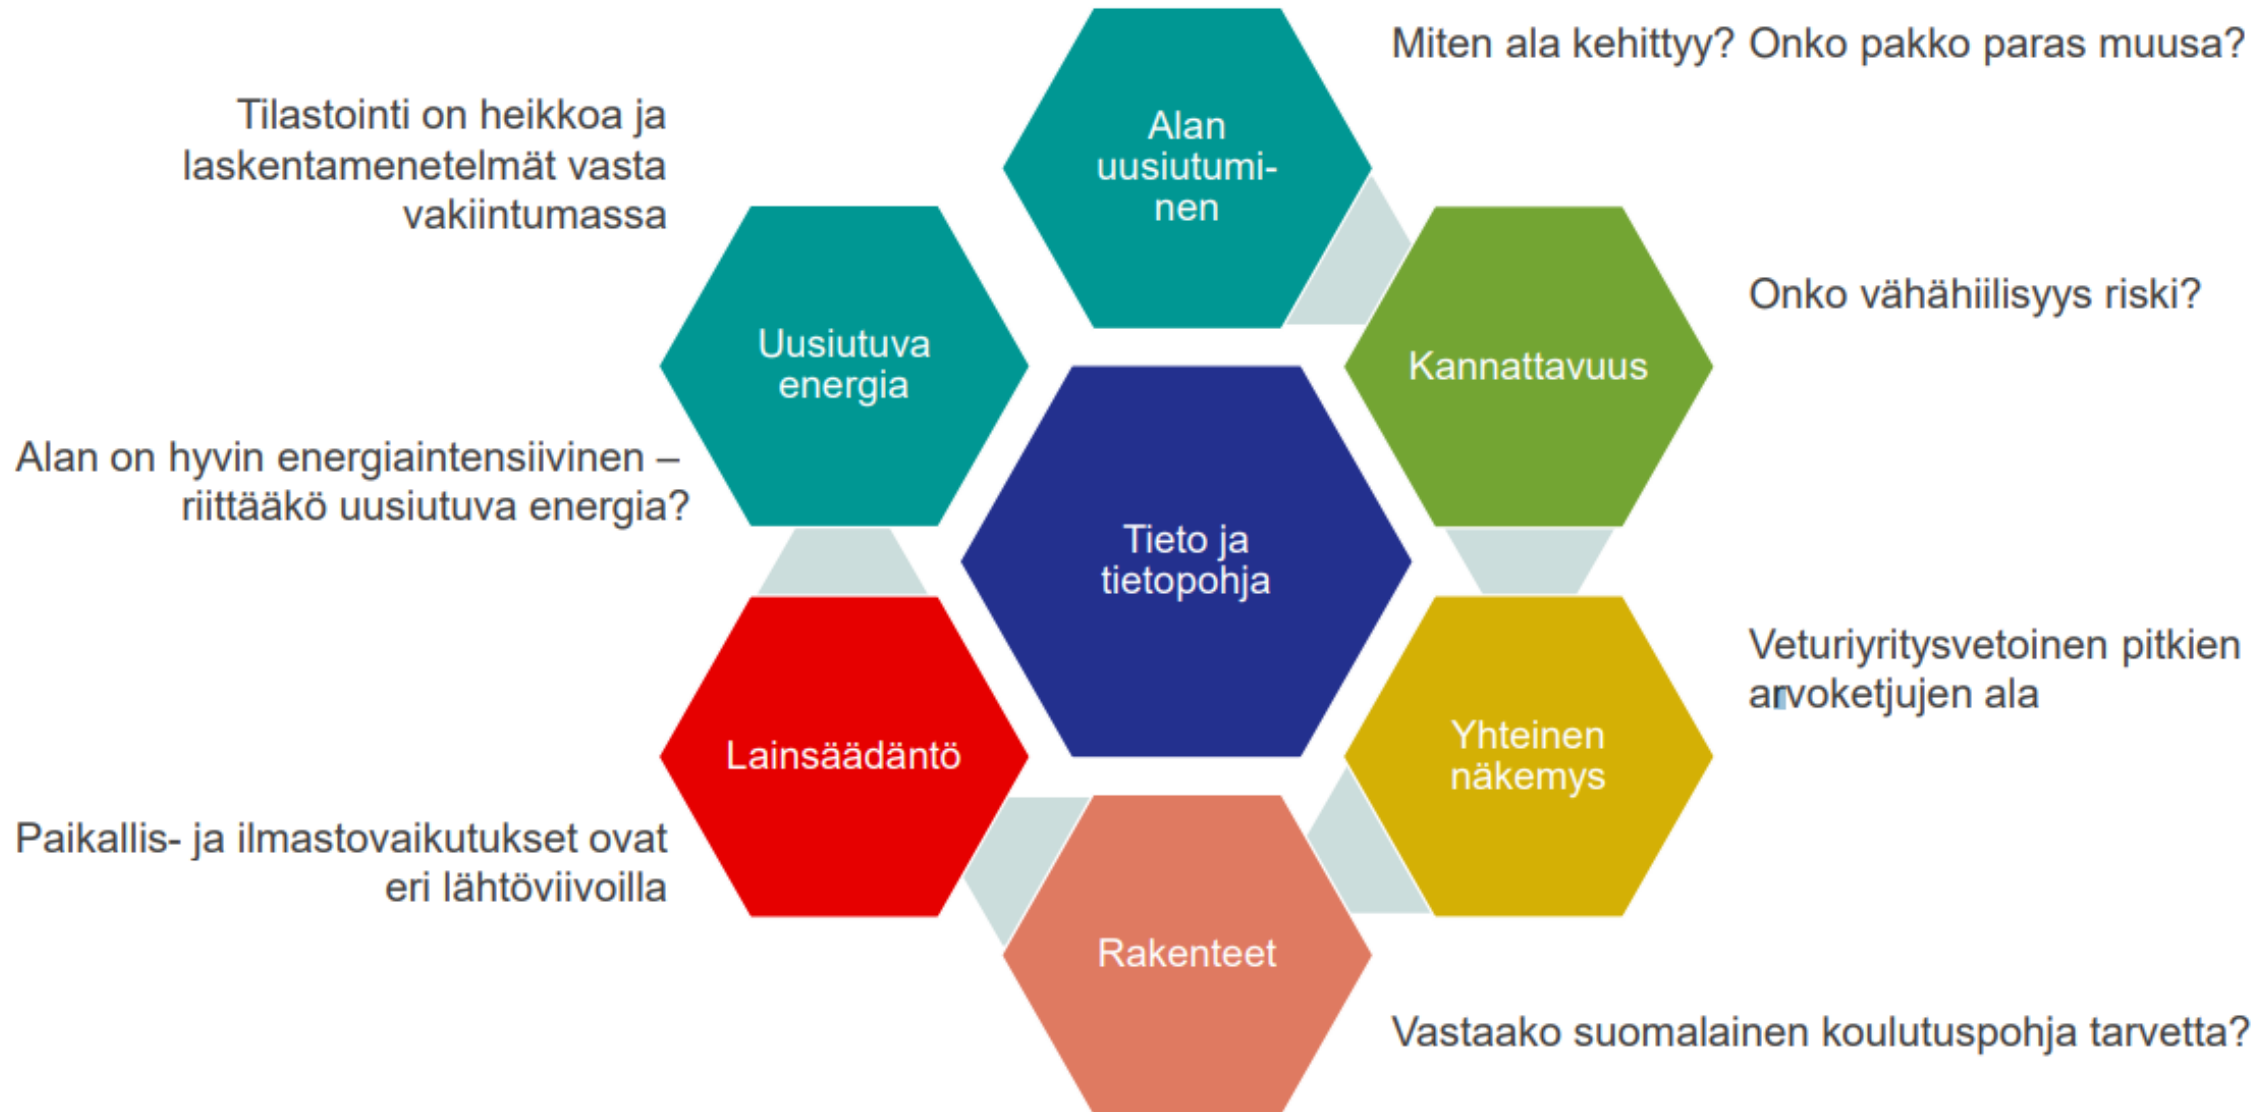 Miten ala kehittyy? Onko pakko paras muusa?
Tilastointi on heikkoa ja
laskentamenetelmät vasta
vakiintumassa
Alan
uusiutumi-
nen
Onko vähähiilisyys riski?
Uusiutuva
energia
Kannattavuus
Alan on hyvin energiaintensiivinen –
riittääkö uusiutuva energia?
Tieto ja
tietopohja
Veturiyritysvetoinen pitkien
arvoketjujen ala
Lainsäädäntö
Yhteinen
näkemys
Paikallis- ja ilmastovaikutukset ovat
eri lähtöviivoilla
Rakenteet
Vastaako suomalainen koulutuspohja tarvetta?